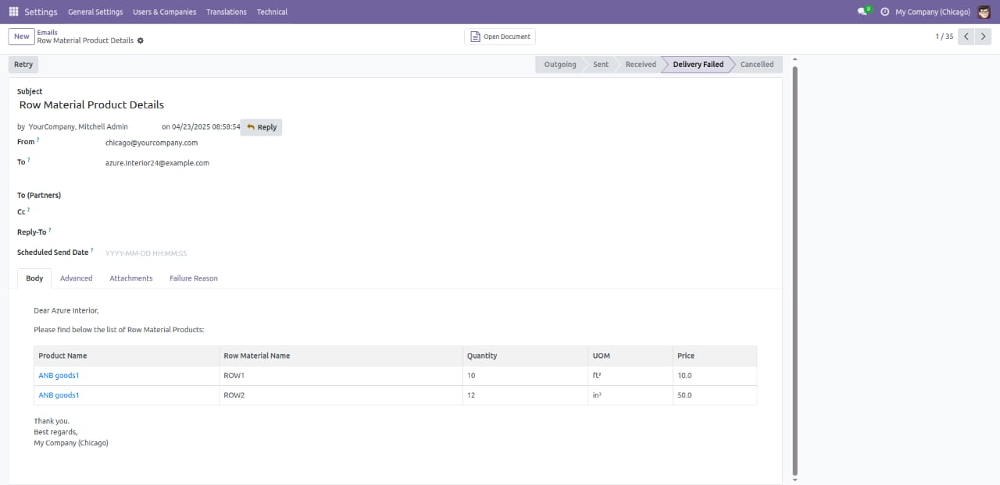 Settings General Settings Users & Companies Translations Technical 8 My Company (Chicago)
New Emails
Row Material Product Details
Open Document
1 / 35
Retry Outgoing Sent Received Delivery Failed Cancelled
Subject
Row Material Product Details
by YourCompany, Mitchell Admin on 04/23/2025 08:58:54 Reply
From ? chicago@yourcompany.com
To ? azure.Interior24@example.com
To (Partners)
Cc ?
Reply-To ?
Scheduled Send Date ? YYYY-MM-DD HH:MM:SS
Body Advanced Attachments Failure Reason
Dear Azure Interior,
Please find below the list of Row Material Products:
Product Name Row Material Name Quantity UOM Price
ANB goods1 ROW1 10 ft² 10.0
ANB goods1 ROW2 12 in³ 50.0
Thank you.
Best regards,
My Company (Chicago)